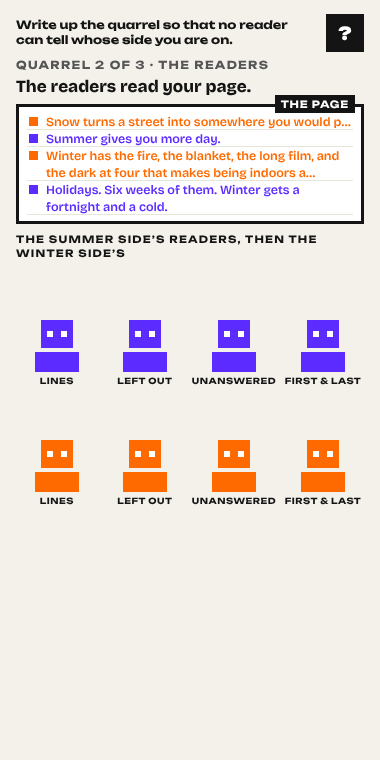 Write up the quarrel so that no reader
can tell whose side you are on.
?
QUARREL 2 OF 3 · THE READERS
The readers read your page.
THE PAGE
Snow turns a street into somewhere you would p...
Summer gives you more day.
Winter has the fire, the blanket, the long film, and
the dark at four that makes being indoors a...
Holidays. Six weeks of them. Winter gets a
fortnight and a cold.
THE SUMMER SIDE'S READERS, THEN THE
WINTER SIDE'S
LINES
LEFT OUT
UNANSWERED
FIRST & LAST
LINES
LEFT OUT
UNANSWERED
FIRST & LAST